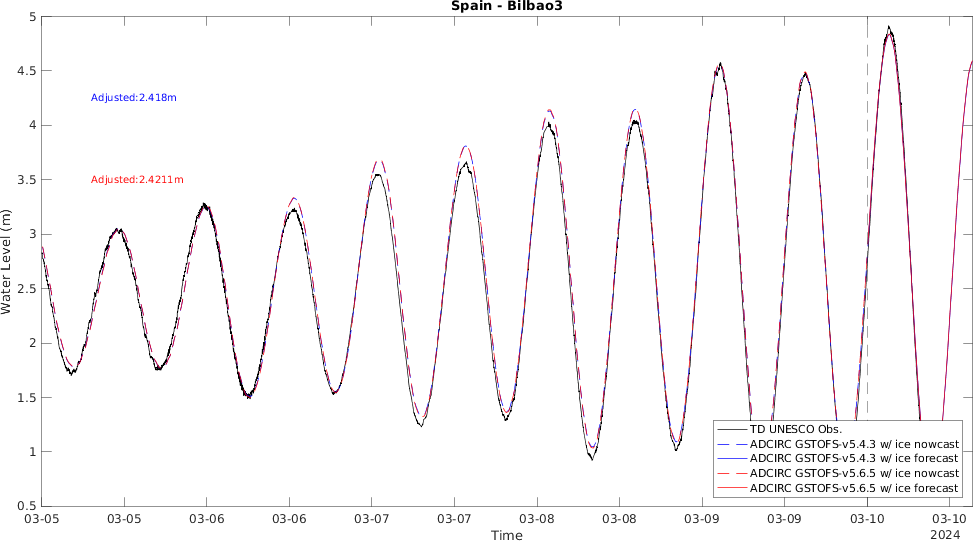 Spain - Bilbao3
5
4.5
4
3.5
3
2.5
2
1.5
1
0.5
Water Level (m)
Adjusted:2.418m
Adjusted:2.4211m
TD UNESCO Obs.
ADCIRC GSTOFS-v5.4.3 w/ ice nowcast
ADCIRC GSTOFS-v5.4.3 w/ ice forecast
ADCIRC GSTOFS-v5.6.5 w/ ice nowcast
ADCIRC GSTOFS-v5.6.5 w/ ice forecast
03-05 03-05 03-06 03-06 03-07 03-07 03-08 03-08 03-09 03-09 03-10 03-10
2024
Time